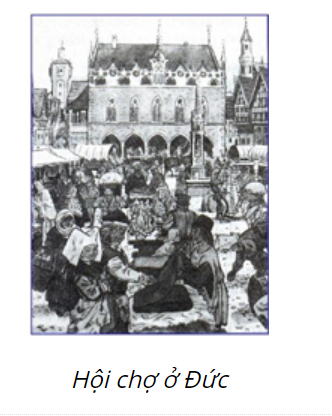 Hội chợ ở Đức